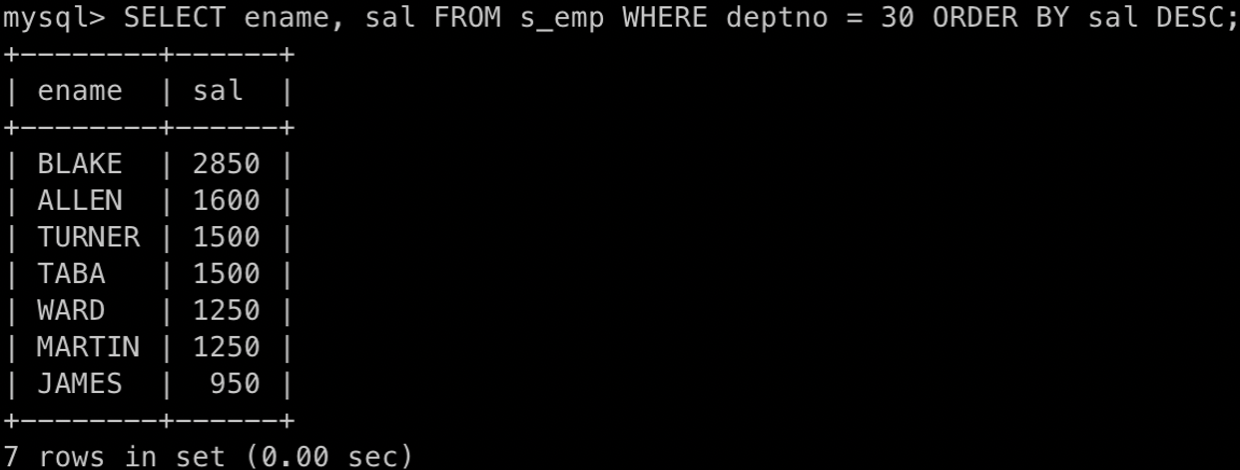 mysql> SELECT ename, sal FROM s_emp WHERE deptno = 30 ORDER BY sal DESC;
+--------+------+
| ename  | sal  |
+--------+------+
| BLAKE  | 2850 |
| ALLEN  | 1600 |
| TURNER | 1500 |
| TABA   | 1500 |
| WARD   | 1250 |
| MARTIN | 1250 |
| JAMES  |  950 |
+--------+------+
7 rows in set (0.00 sec)